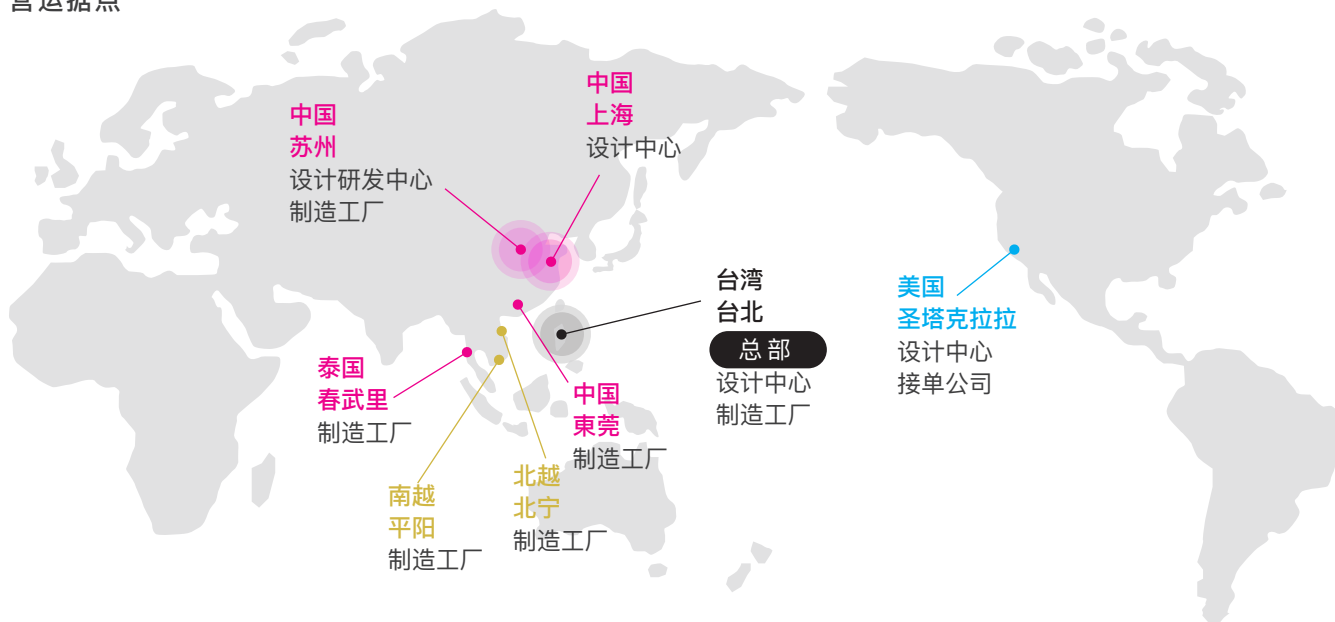 营运据点
中国
苏州
设计研发中心
制造工厂
中国
上海
设计中心
台湾
台北
总部
设计中心
制造工厂
美国
圣塔克拉拉
设计中心
接单公司
泰国
春武里
制造工厂
中国
東莞
制造工厂
南越
平阳
制造工厂
北越
北宁
制造工厂